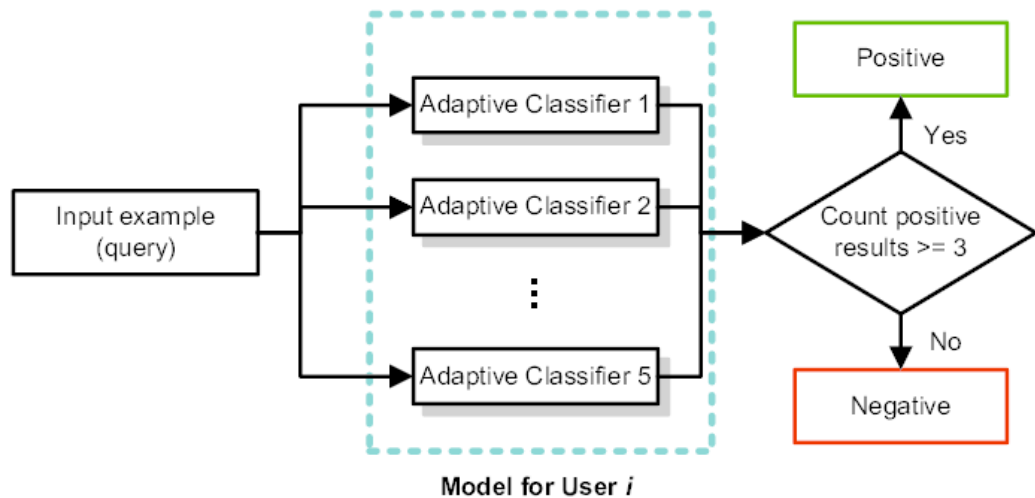 Input example
(query)
Adaptive Classifier 1
Adaptive Classifier 2
⋮
Adaptive Classifier 5
Model for User i
Count positive
results >= 3
Yes
Positive
No
Negative